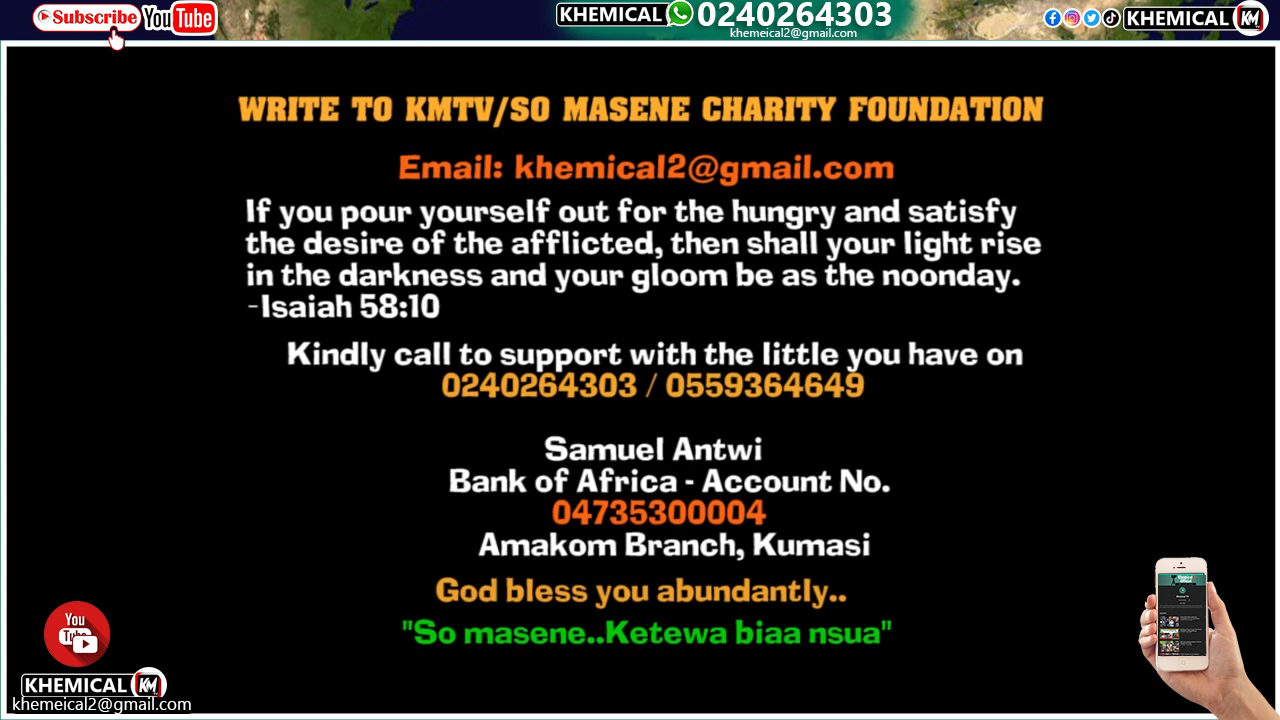 Subscribe YouTube
KHEMICAL 0240264303
khemeical2@gmail.com
KHEMICAL KM
WRITE TO KMTV/SO MASENE CHARITY FOUNDATION
Email: khemical2@gmail.com
If you pour yourself out for the hungry and satisfy
the desire of the afflicted, then shall your light rise
in the darkness and your gloom be as the noonday.
-Isaiah 58:10
Kindly call to support with the little you have on
0240264303 / 0559364649
Samuel Antwi
Bank of Africa - Account No.
04735300004
Amakom Branch, Kumasi
God bless you abundantly..
"So masene..Ketewa biaa nsua"
You
Tube
KHEMICAL KM
khemeical2@gmail.com